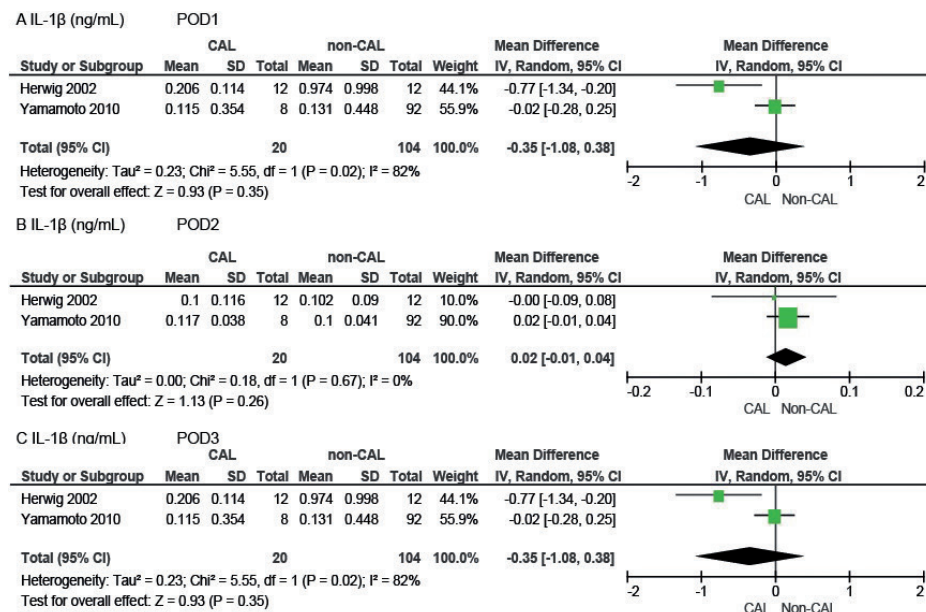 A IL-1β (ng/mL) POD1
CAL non-CAL Mean Difference Mean Difference
Study or Subgroup Mean SD Total Mean SD Total Weight IV, Random, 95% CI IV, Random, 95% CI
Herwig 2002 0.206 0.114 12 0.974 0.998 12 44.1% -0.77 [-1.34, -0.20]
Yamamoto 2010 0.115 0.354 8 0.131 0.448 92 55.9% -0.02 [-0.28, 0.25]
Total (95% CI) 20 104 100.0% -0.35 [-1.08, 0.38]
Heterogeneity: Tau² = 0.23; Chi² = 5.55, df = 1 (P = 0.02); I² = 82%
Test for overall effect: Z = 0.93 (P = 0.35)
-2 -1 0 1 2
CAL Non-CAL
B IL-1β (ng/mL) POD2
CAL non-CAL Mean Difference Mean Difference
Study or Subgroup Mean SD Total Mean SD Total Weight IV, Random, 95% CI IV, Random, 95% CI
Herwig 2002 0.1 0.116 12 0.102 0.09 12 10.0% -0.00 [-0.09, 0.08]
Yamamoto 2010 0.117 0.038 8 0.1 0.041 92 90.0% 0.02 [-0.01, 0.04]
Total (95% CI) 20 104 100.0% 0.02 [-0.01, 0.04]
Heterogeneity: Tau² = 0.00; Chi² = 0.18, df = 1 (P = 0.67); I² = 0%
Test for overall effect: Z = 1.13 (P = 0.26)
-0.2 -0.1 0 0.1 0.2
CAL Non-CAL
C IL-1β (ng/mL) POD3
CAL non-CAL Mean Difference Mean Difference
Study or Subgroup Mean SD Total Mean SD Total Weight IV, Random, 95% CI IV, Random, 95% CI
Herwig 2002 0.206 0.114 12 0.974 0.998 12 44.1% -0.77 [-1.34, -0.20]
Yamamoto 2010 0.115 0.354 8 0.131 0.448 92 55.9% -0.02 [-0.28, 0.25]
Total (95% CI) 20 104 100.0% -0.35 [-1.08, 0.38]
Heterogeneity: Tau² = 0.23; Chi² = 5.55, df = 1 (P = 0.02); I² = 82%
Test for overall effect: Z = 0.93 (P = 0.35)
-2 -1 0 1 2
CAL Non-CAL